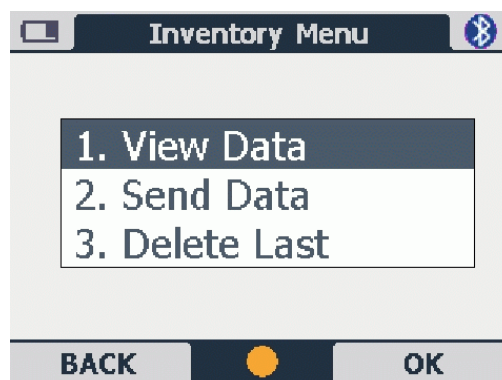 Inventory Menu
1. View Data
2. Send Data
3. Delete Last
BACK OK